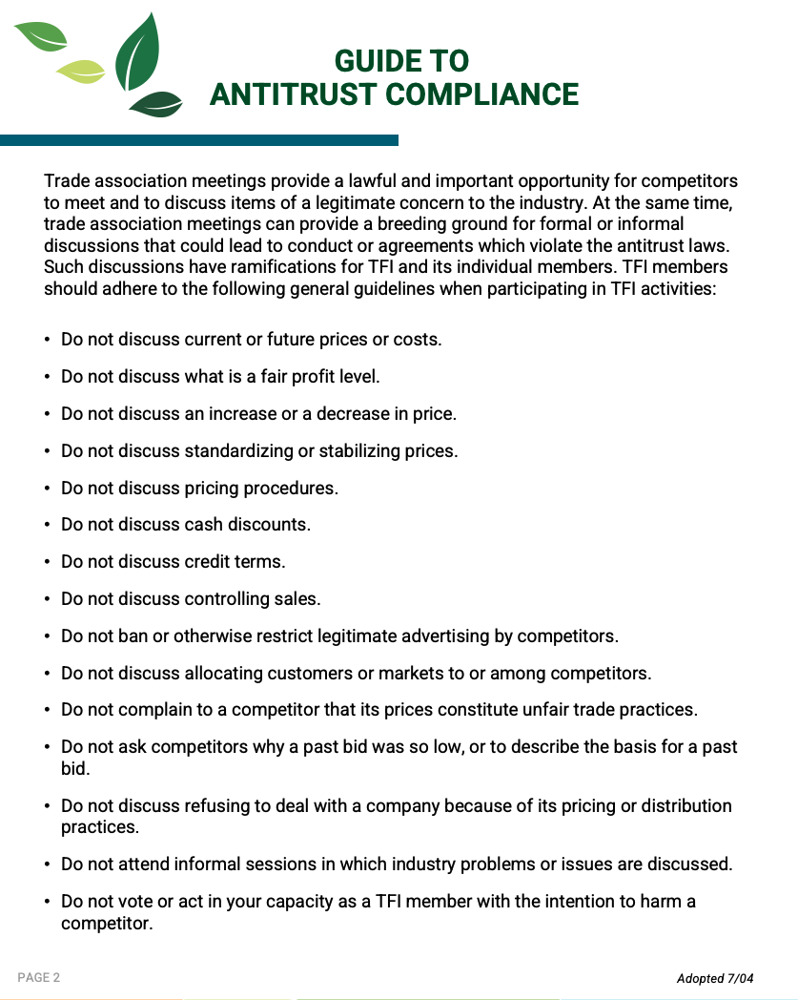 GUIDE TO
ANTITRUST COMPLIANCE
Trade association meetings provide a lawful and important opportunity for competitors
to meet and to discuss items of a legitimate concern to the industry. At the same time,
trade association meetings can provide a breeding ground for formal or informal
discussions that could lead to conduct or agreements which violate the antitrust laws.
Such discussions have ramifications for TFI and its individual members. TFI members
should adhere to the following general guidelines when participating in TFI activities:
• Do not discuss current or future prices or costs.
• Do not discuss what is a fair profit level.
• Do not discuss an increase or a decrease in price.
• Do not discuss standardizing or stabilizing prices.
• Do not discuss pricing procedures.
• Do not discuss cash discounts.
• Do not discuss credit terms.
• Do not discuss controlling sales.
• Do not ban or otherwise restrict legitimate advertising by competitors.
• Do not discuss allocating customers or markets to or among competitors.
• Do not complain to a competitor that its prices constitute unfair trade practices.
• Do not ask competitors why a past bid was so low, or to describe the basis for a past
bid.
• Do not discuss refusing to deal with a company because of its pricing or distribution
practices.
• Do not attend informal sessions in which industry problems or issues are discussed.
• Do not vote or act in your capacity as a TFI member with the intention to harm a
competitor.
PAGE 2
Adopted 7/04